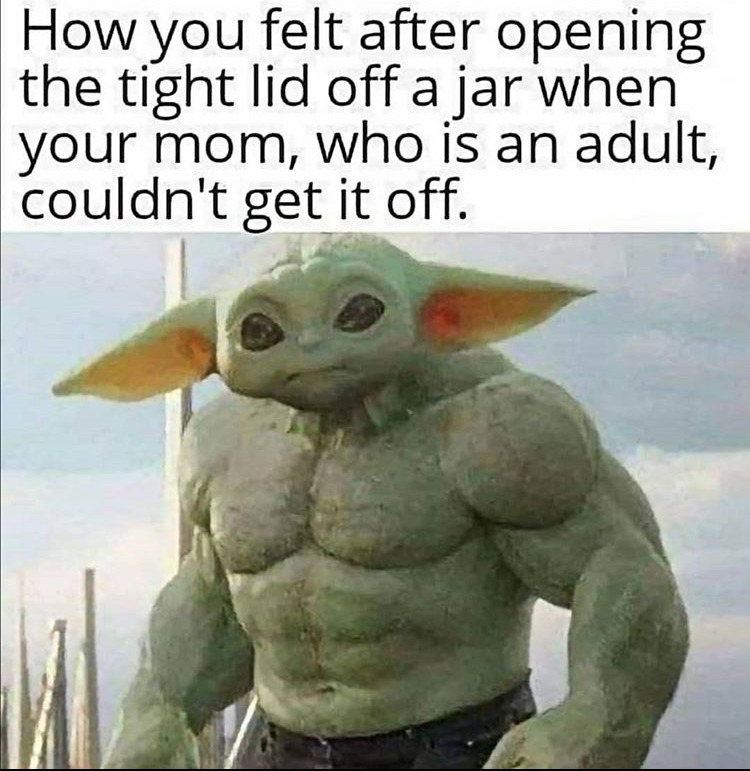 How you felt after opening
the tight lid off a jar when
your mom, who is an adult,
couldn't get it off.